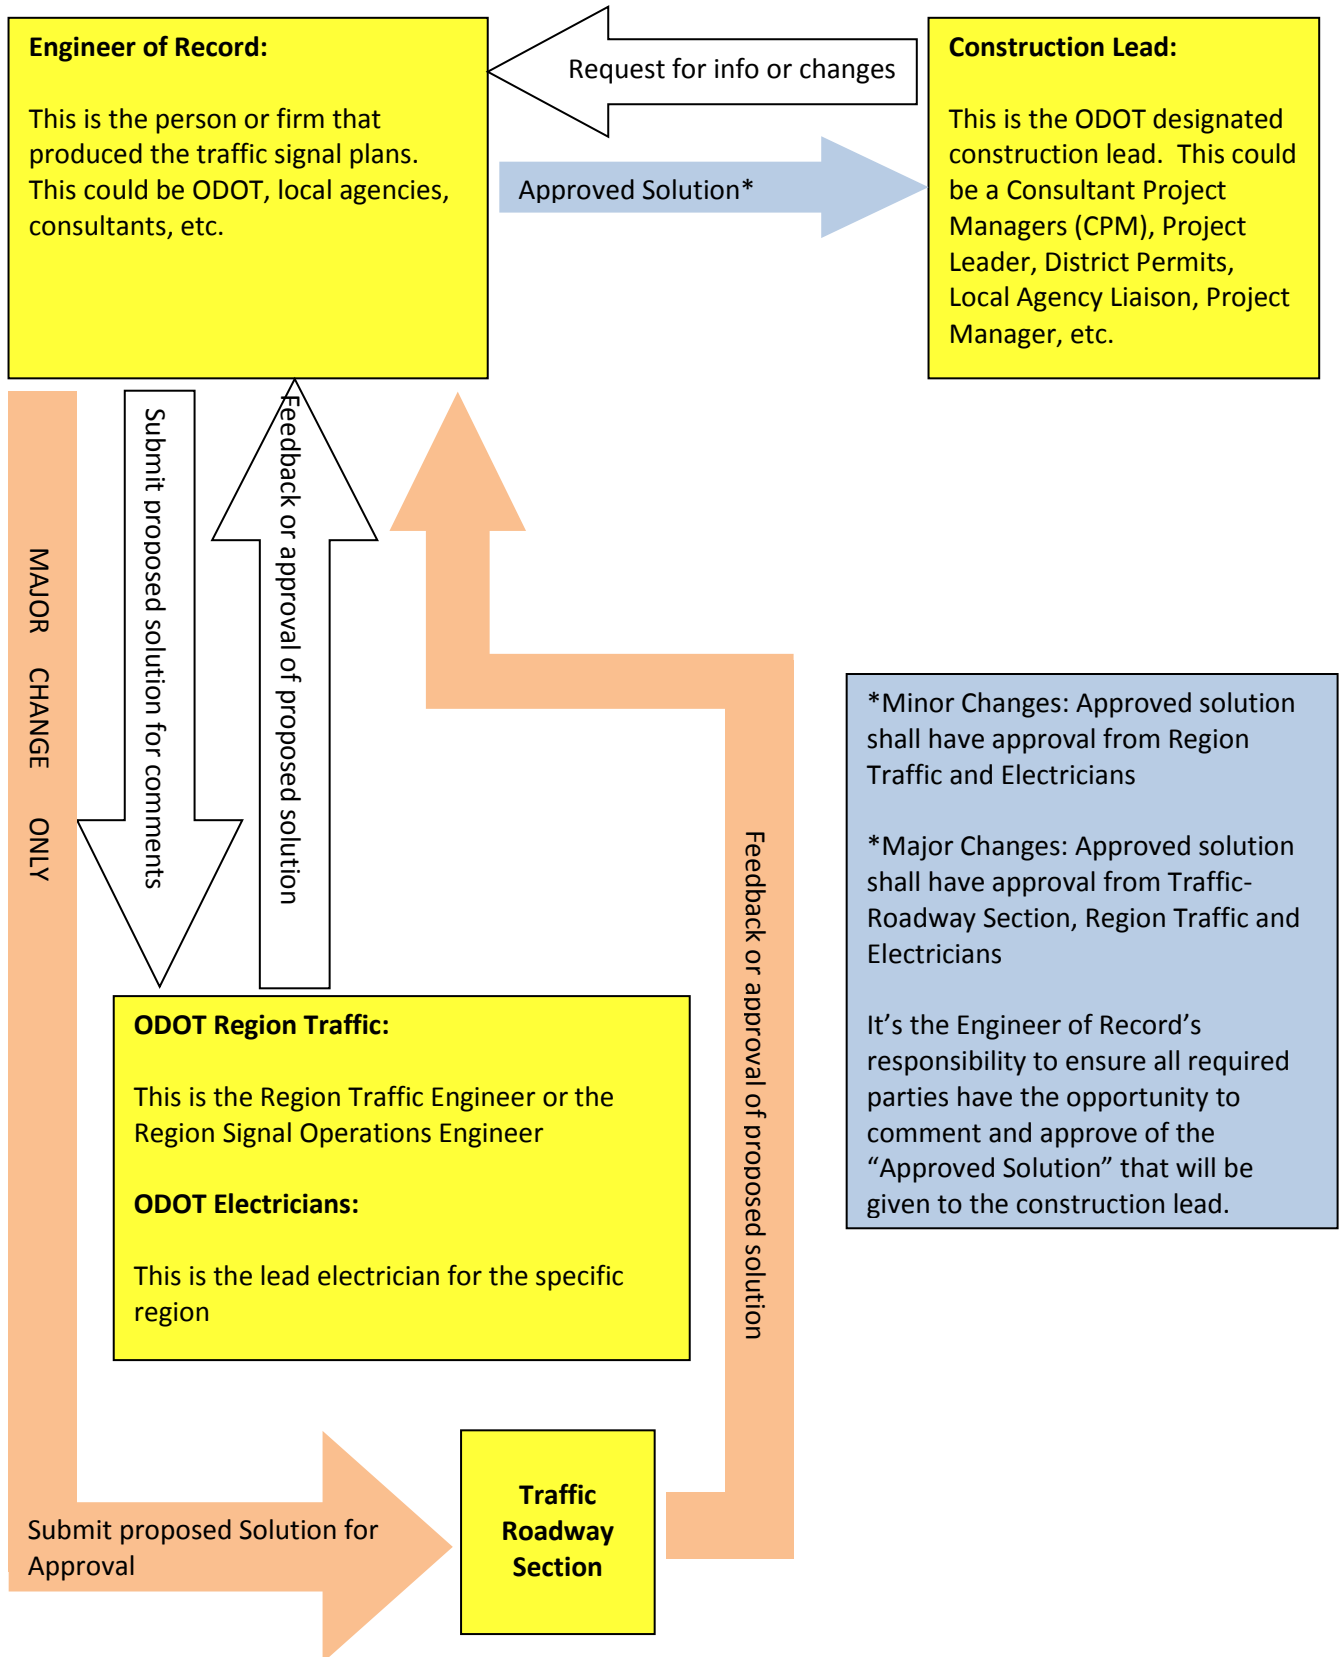 Engineer of Record:
This is the person or firm that
produced the traffic signal plans.
This could be ODOT, local agencies,
consultants, etc.
Request for info or changes
Approved Solution*
Construction Lead:
This is the ODOT designated
construction lead.  This could
be a Consultant Project
Managers (CPM), Project
Leader, District Permits,
Local Agency Liaison, Project
Manager, etc.
MAJOR CHANGE ONLY
Submit proposed solution for comments
Feedback or approval of proposed solution
Feedback or approval of proposed solution
*Minor Changes: Approved solution
shall have approval from Region
Traffic and Electricians
*Major Changes: Approved solution
shall have approval from Traffic-
Roadway Section, Region Traffic and
Electricians
It’s the Engineer of Record’s
responsibility to ensure all required
parties have the opportunity to
comment and approve of the
“Approved Solution” that will be
given to the construction lead.
ODOT Region Traffic:
This is the Region Traffic Engineer or the
Region Signal Operations Engineer
ODOT Electricians:
This is the lead electrician for the specific
region
Submit proposed Solution for
Approval
Traffic
Roadway
Section